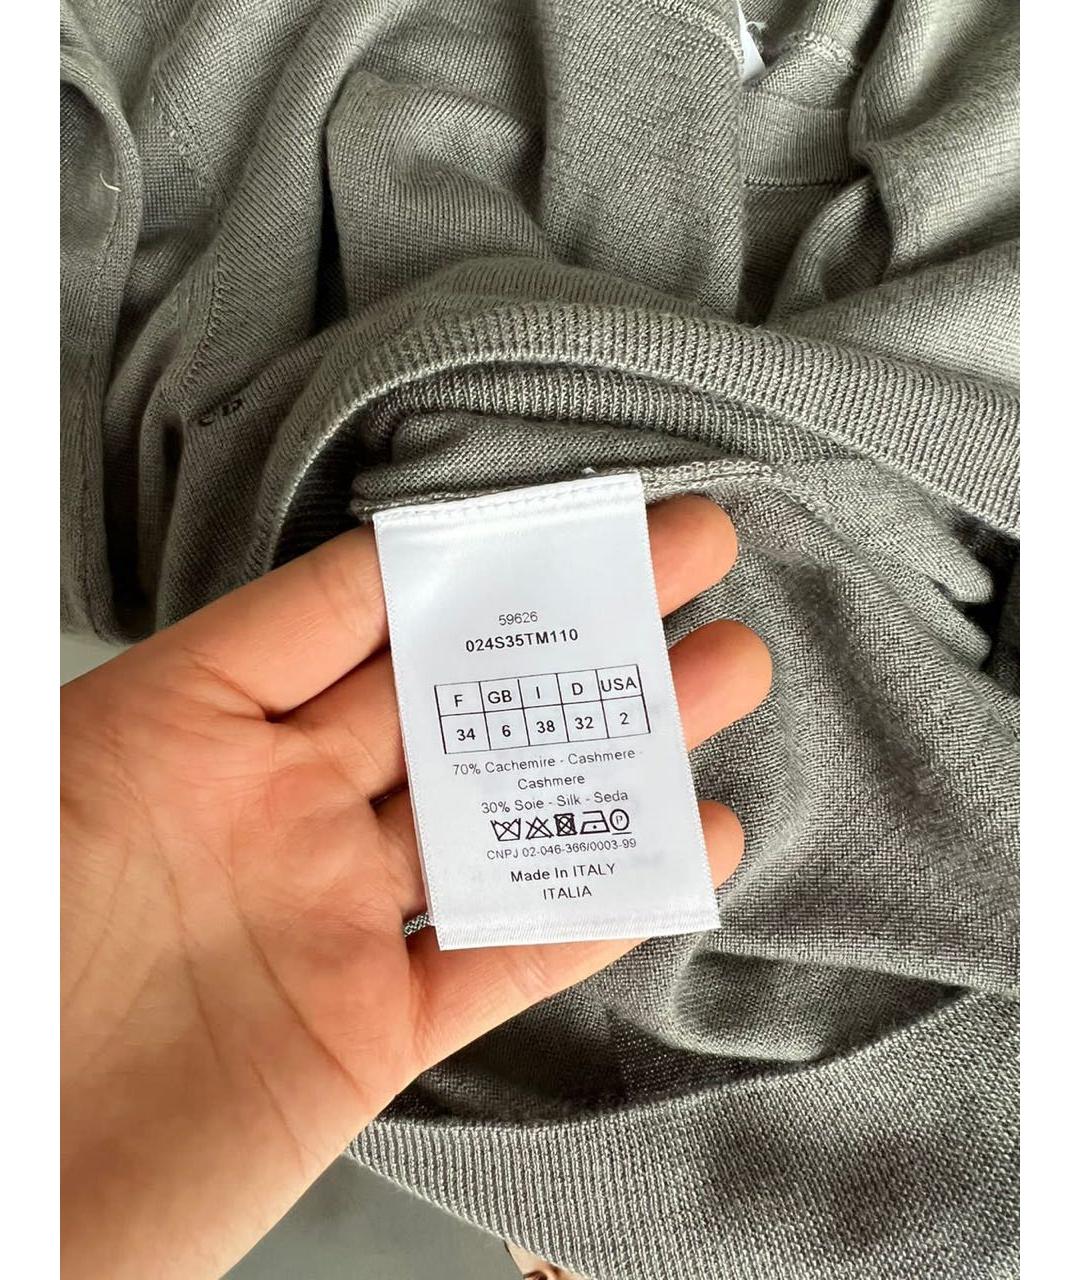 59626
024S35TM110
F GB I D USA
34 6 38 32 2
70% Cachemire - Cashmere -
Cashmere
30% Soie - Silk - Seda
CNPJ 02-046-366/0003-99
Made In ITALY
ITALIA